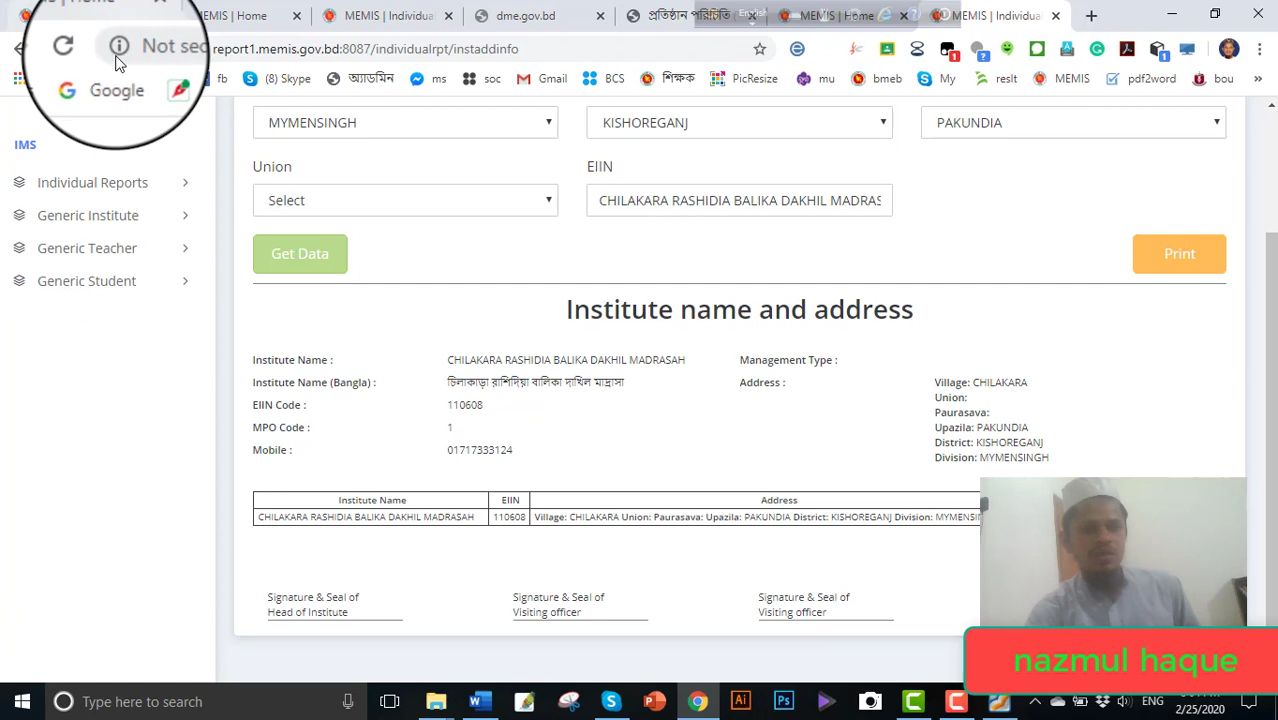 MEMIS | Home
MEMIS | Individual
dme.gov.bd
প্রতিষ্ঠান পরিচিতি
English
MEMIS | Home
MEMIS | Individual
Not sec
report1.memis.gov.bd:8087/individualrpt/instaddinfo
Google
fb
(8) Skype
অ্যাডমিন
ms
soc
Gmail
BCS
শিক্ষক
PicResize
mu
bmeb
My
reslt
MEMIS
pdf2word
bou
IMS
Individual Reports
Generic Institute
Generic Teacher
Generic Student
MYMENSINGH
KISHOREGANJ
PAKUNDIA
Union
EIIN
Select
CHILAKARA RASHIDIA BALIKA DAKHIL MADRAS
Get Data
Print
Institute name and address
Institute Name : CHILAKARA RASHIDIA BALIKA DAKHIL MADRASAH
Institute Name (Bangla) : চিলাকাড়া রাশিদিয়া বালিকা দাখিল মাদ্রাসা
EIIN Code : 110608
MPO Code : 1
Mobile : 01717333124
Management Type :
Address : Village: CHILAKARA
Union:
Paurasava:
Upazila: PAKUNDIA
District: KISHOREGANJ
Division: MYMENSINGH
Institute Name EIIN Address
CHILAKARA RASHIDIA BALIKA DAKHIL MADRASAH 110608 Village: CHILAKARA Union: Paurasava: Upazila: PAKUNDIA District: KISHOREGANJ Division: MYMENSIN
Signature & Seal of
Head of Institute
Signature & Seal of
Visiting officer
Signature & Seal of
Visiting officer
nazmul haque
Type here to search
ENG
2/25/2020